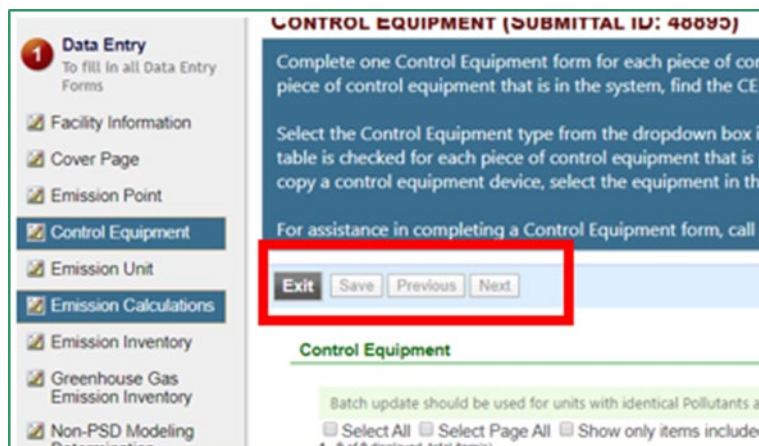 CONTROL EQUIPMENT (SUBMITTAL ID: 48895)
1 Data Entry
To fill in all Data Entry
Forms
Facility Information
Cover Page
Emission Point
Control Equipment
Emission Unit
Emission Calculations
Emission Inventory
Greenhouse Gas
Emission Inventory
Non-PSD Modeling
Determination
Complete one Control Equipment form for each piece of
piece of control equipment that is in the system, find the CE
Select the Control Equipment type from the dropdown box
table is checked for each piece of control equipment that is
copy a control equipment device, select the equipment in
For assistance in completing a Control Equipment form, call
Exit Save Previous Next
Control Equipment
Batch update should be used for units with identical Pollutants
Select All Select Page All Show only items included